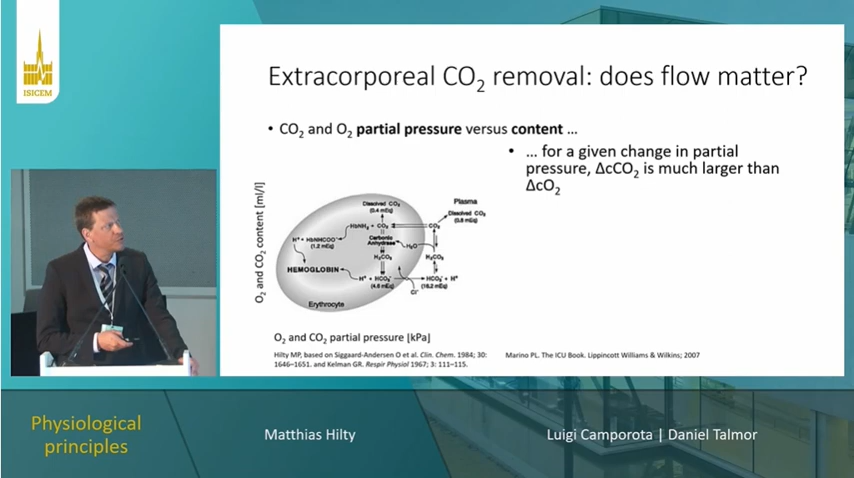 ISICEM
Extracorporeal CO₂ removal: does flow matter?
• CO₂ and O₂ partial pressure versus content ...
• ... for a given change in partial
pressure, ΔcCO₂ is much larger than
ΔcO₂
O₂ and CO₂ content [ml/l]
Dissolved CO₂
(0.4 mEq)
Plasma
Dissolved CO₂
(0.8 mEq)
HbNH₂ + CO₂
CO₂
H⁺ + HbNHCOO⁻
(1.2 mEq)
Carbonic
Anhydrase
H₂O
H₂CO₃
H₂CO₃
HEMOGLOBIN
H⁺ + HCO₃⁻
(4.8 mEq)
HCO₃⁻ + H⁺
(16.2 mEq)
Cl⁻
Erythrocyte
O₂ and CO₂ partial pressure [kPa]
Hilty MP, based on Siggaard-Andersen O et al. Clin. Chem. 1984; 30:
1646–1651. and Kelman GR. Respir Physiol 1967; 3: 111–115.
Marino PL. The ICU Book. Lippincott Williams & Wilkins; 2007
Physiological
principles
Matthias Hilty
Luigi Camporota | Daniel Talmor